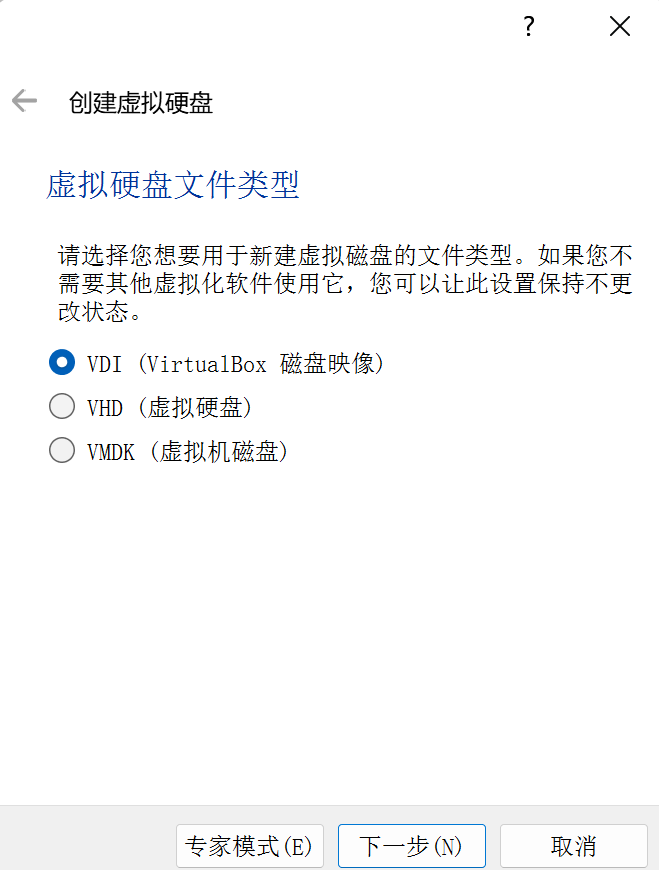 ?
创建虚拟硬盘
虚拟硬盘文件类型
请选择您想要用于新建虚拟磁盘的文件类型。如果您不
需要其他虚拟化软件使用它，您可以让此设置保持不更
改状态。
VDI (VirtualBox 磁盘映像)
VHD (虚拟硬盘)
VMDK (虚拟机磁盘)
专家模式(E) 下一步(N) 取消